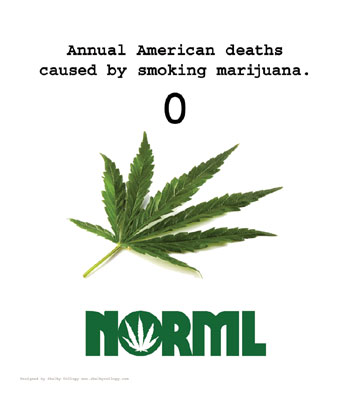 Annual American deaths
caused by smoking marijuana.
0
NORML